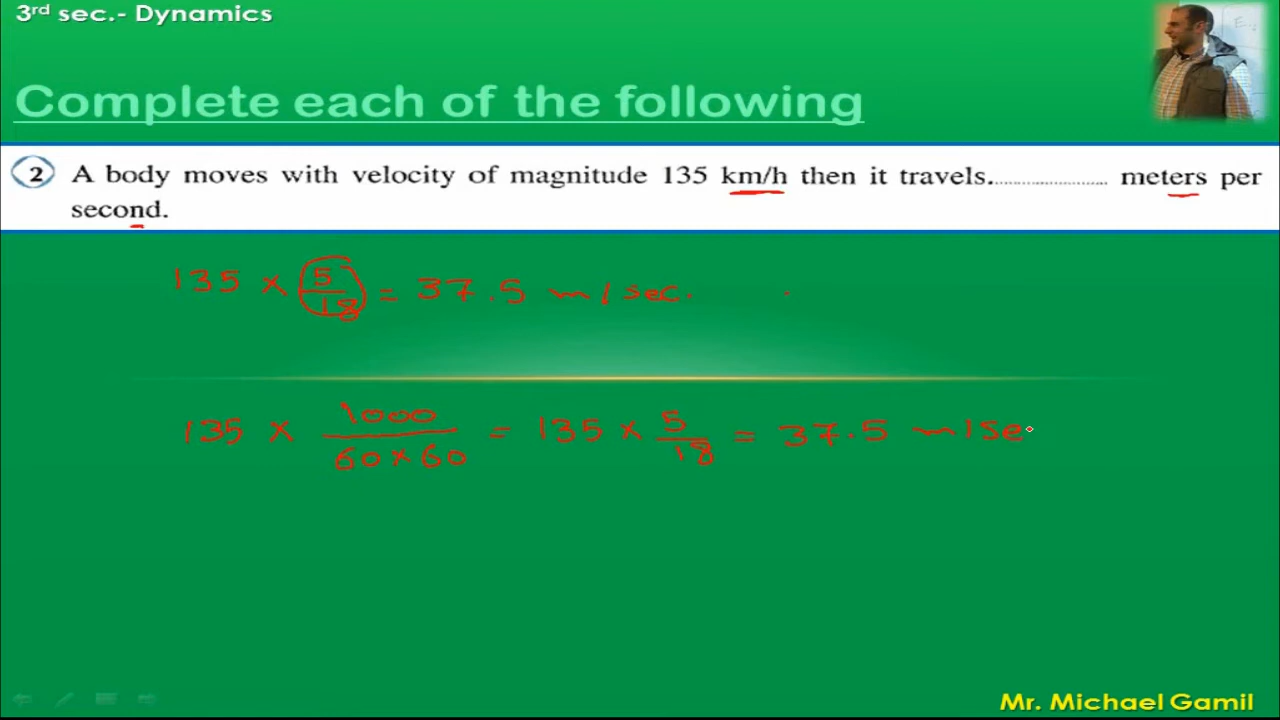 3rd sec.- Dynamics
Complete each of the following
2 A body moves with velocity of magnitude 135 km/h then it travels........................ meters per
second.
135 × 5/18 = 37.5 m/sec.
135 × 1000/60×60 = 135 × 5/18 = 37.5 m/se
Mr. Michael Gamil